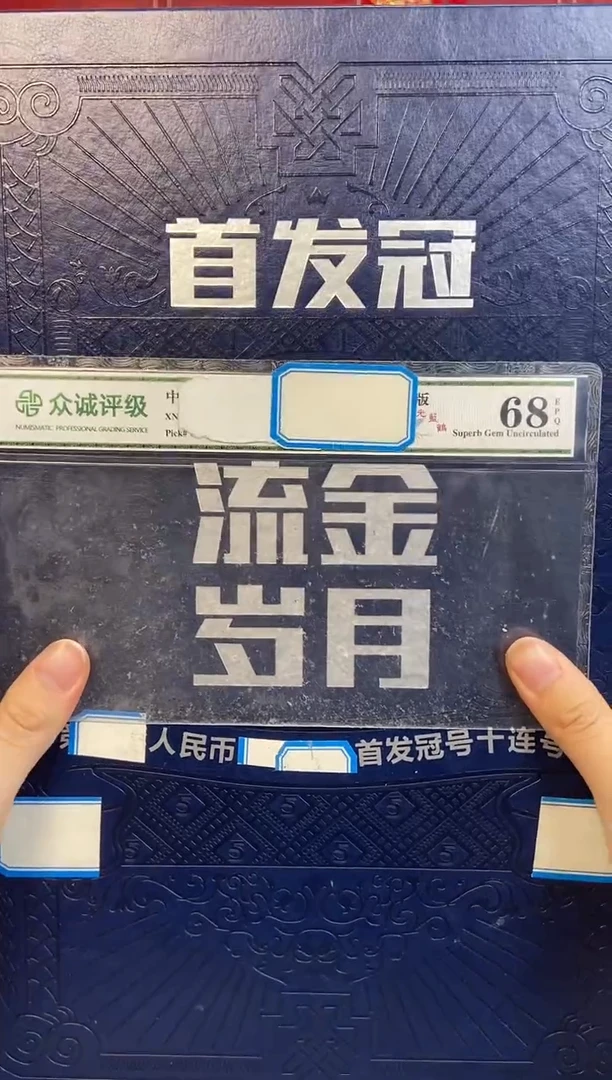 首发冠
众诚评级
NUMISMATIC PROFESSIONAL GRADING SERVICE
中
版
XN
Pick#
68
EPQ
Superb Gem Uncirculated
流金
岁月
人民币 首发冠号十连号